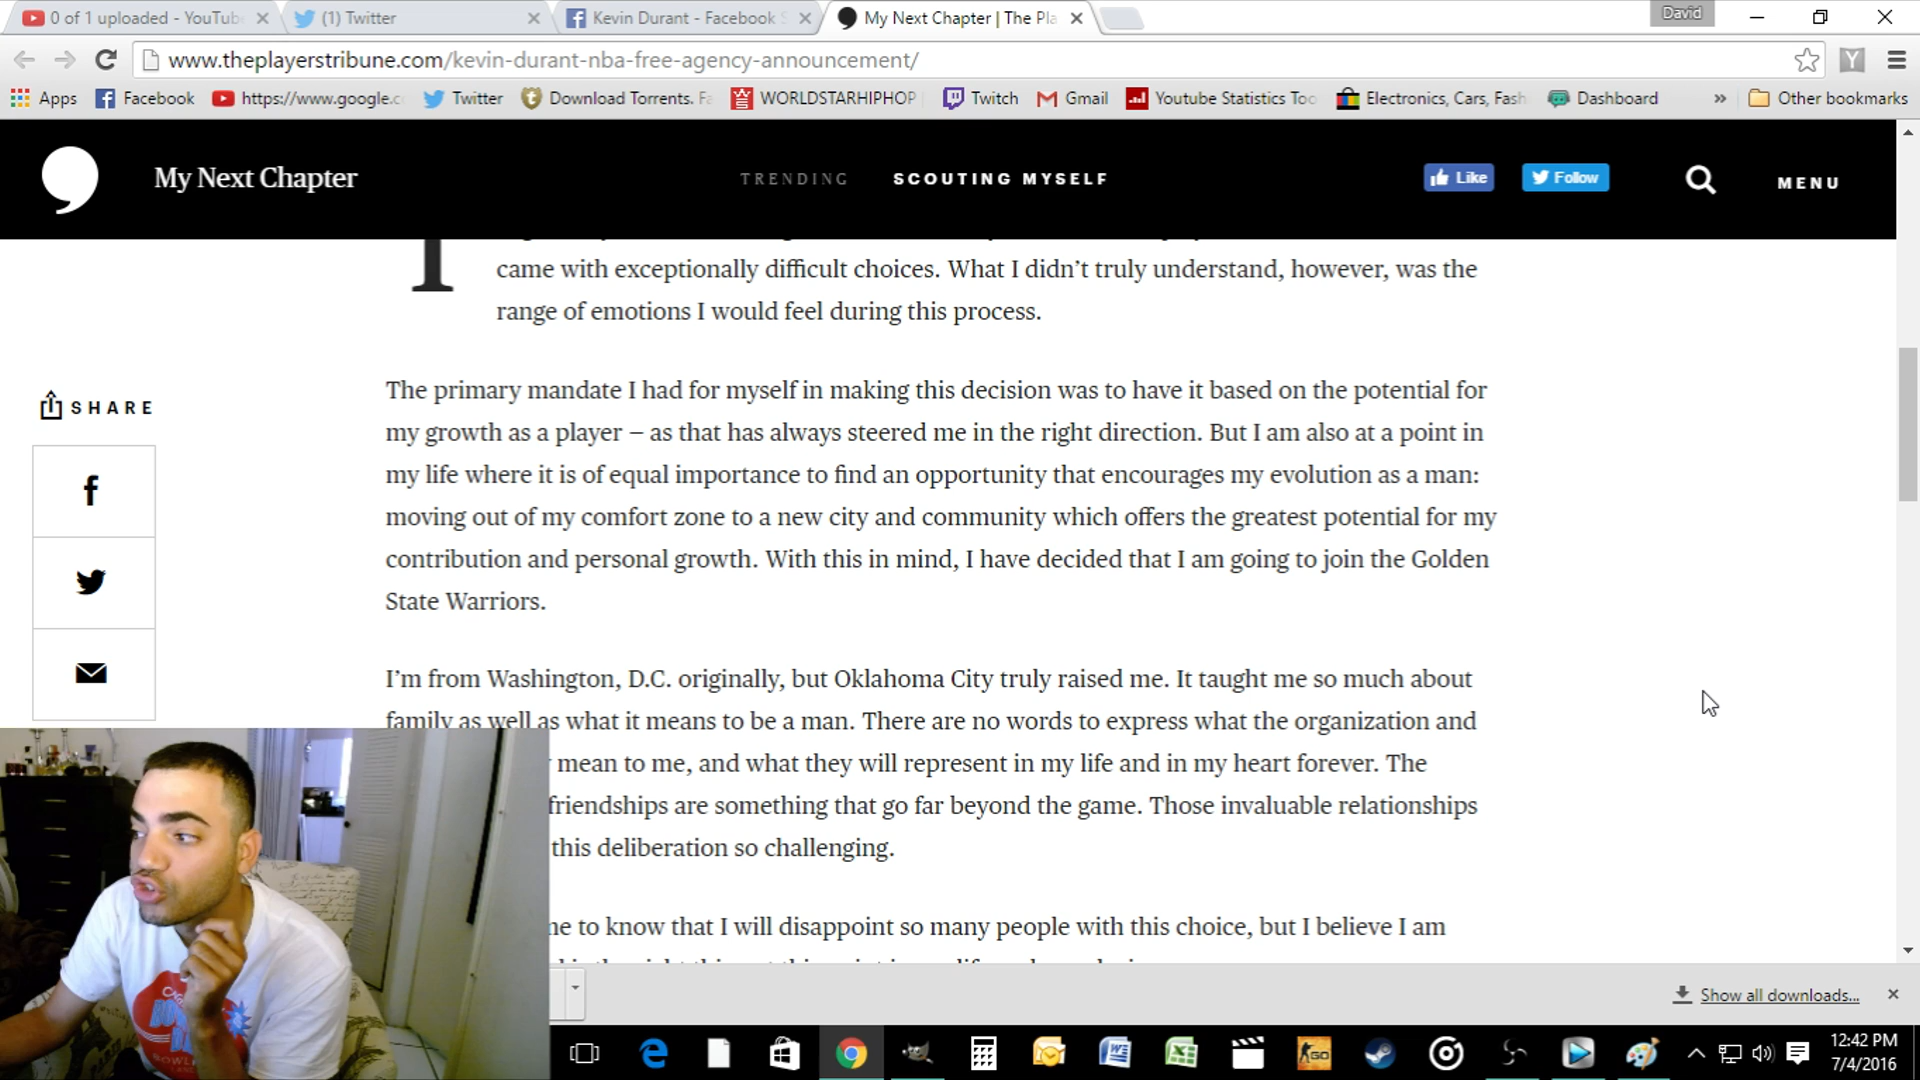 0 of 1 uploaded - YouTub
(1) Twitter
Kevin Durant - Facebook S
My Next Chapter | The Pla
David
www.theplayerstribune.com/kevin-durant-nba-free-agency-announcement/
Apps
Facebook
https://www.google.c
Twitter
Download Torrents. Fa
WORLDSTARHIPHOP
Twitch
Gmail
Youtube Statistics Too
Electronics, Cars, Fash
Dashboard
»
Other bookmarks
My Next Chapter
TRENDING
SCOUTING MYSELF
Like
Follow
MENU
came with exceptionally difficult choices. What I didn’t truly understand, however, was the
range of emotions I would feel during this process.
SHARE
The primary mandate I had for myself in making this decision was to have it based on the potential for
my growth as a player – as that has always steered me in the right direction. But I am also at a point in
my life where it is of equal importance to find an opportunity that encourages my evolution as a man:
moving out of my comfort zone to a new city and community which offers the greatest potential for my
contribution and personal growth. With this in mind, I have decided that I am going to join the Golden
State Warriors.
I’m from Washington, D.C. originally, but Oklahoma City truly raised me. It taught me so much about
family as well as what it means to be a man. There are no words to express what the organization and
mean to me, and what they will represent in my life and in my heart forever. The
friendships are something that go far beyond the game. Those invaluable relationships
this deliberation so challenging.
me to know that I will disappoint so many people with this choice, but I believe I am
Show all downloads...
GO
12:42 PM
7/4/2016